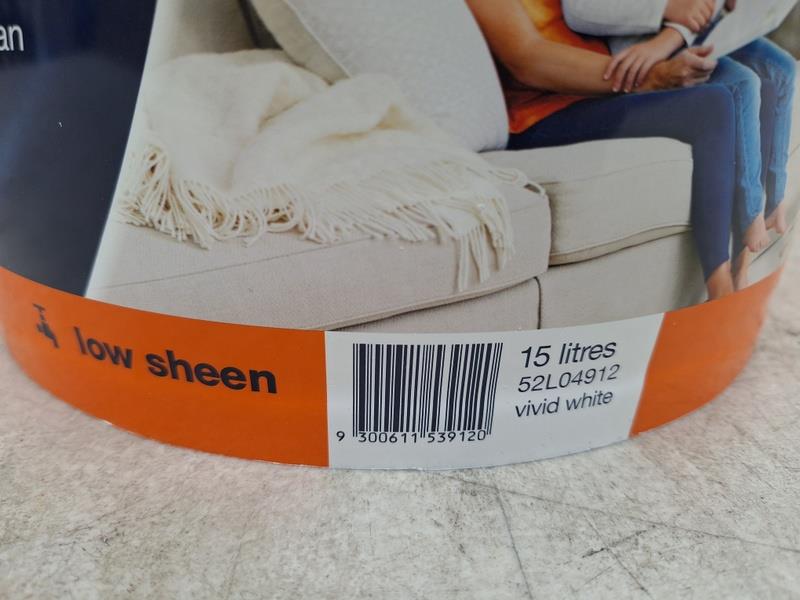 an
low sheen
15 litres
52L04912
vivid white
9 300611 539120